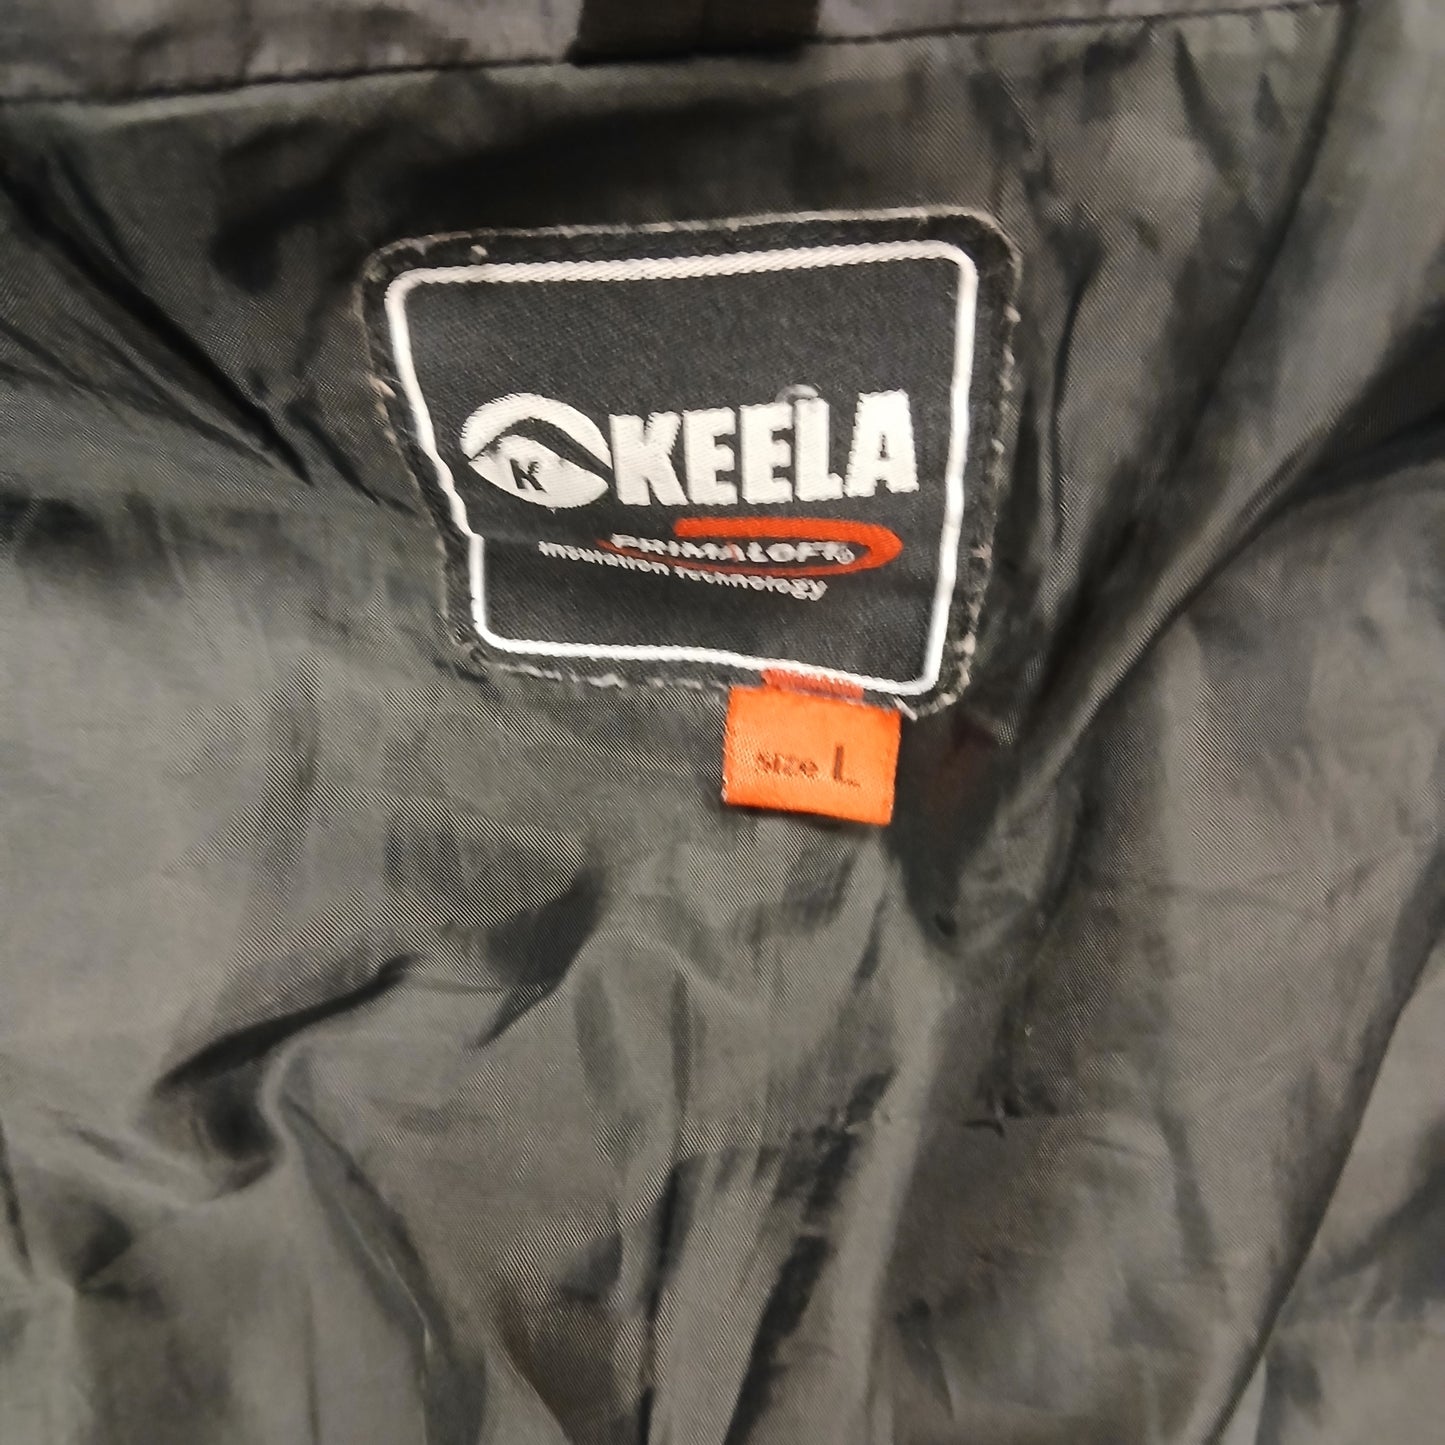 K KEELA
PRIMALOFT®
Insulation Technology
Size L